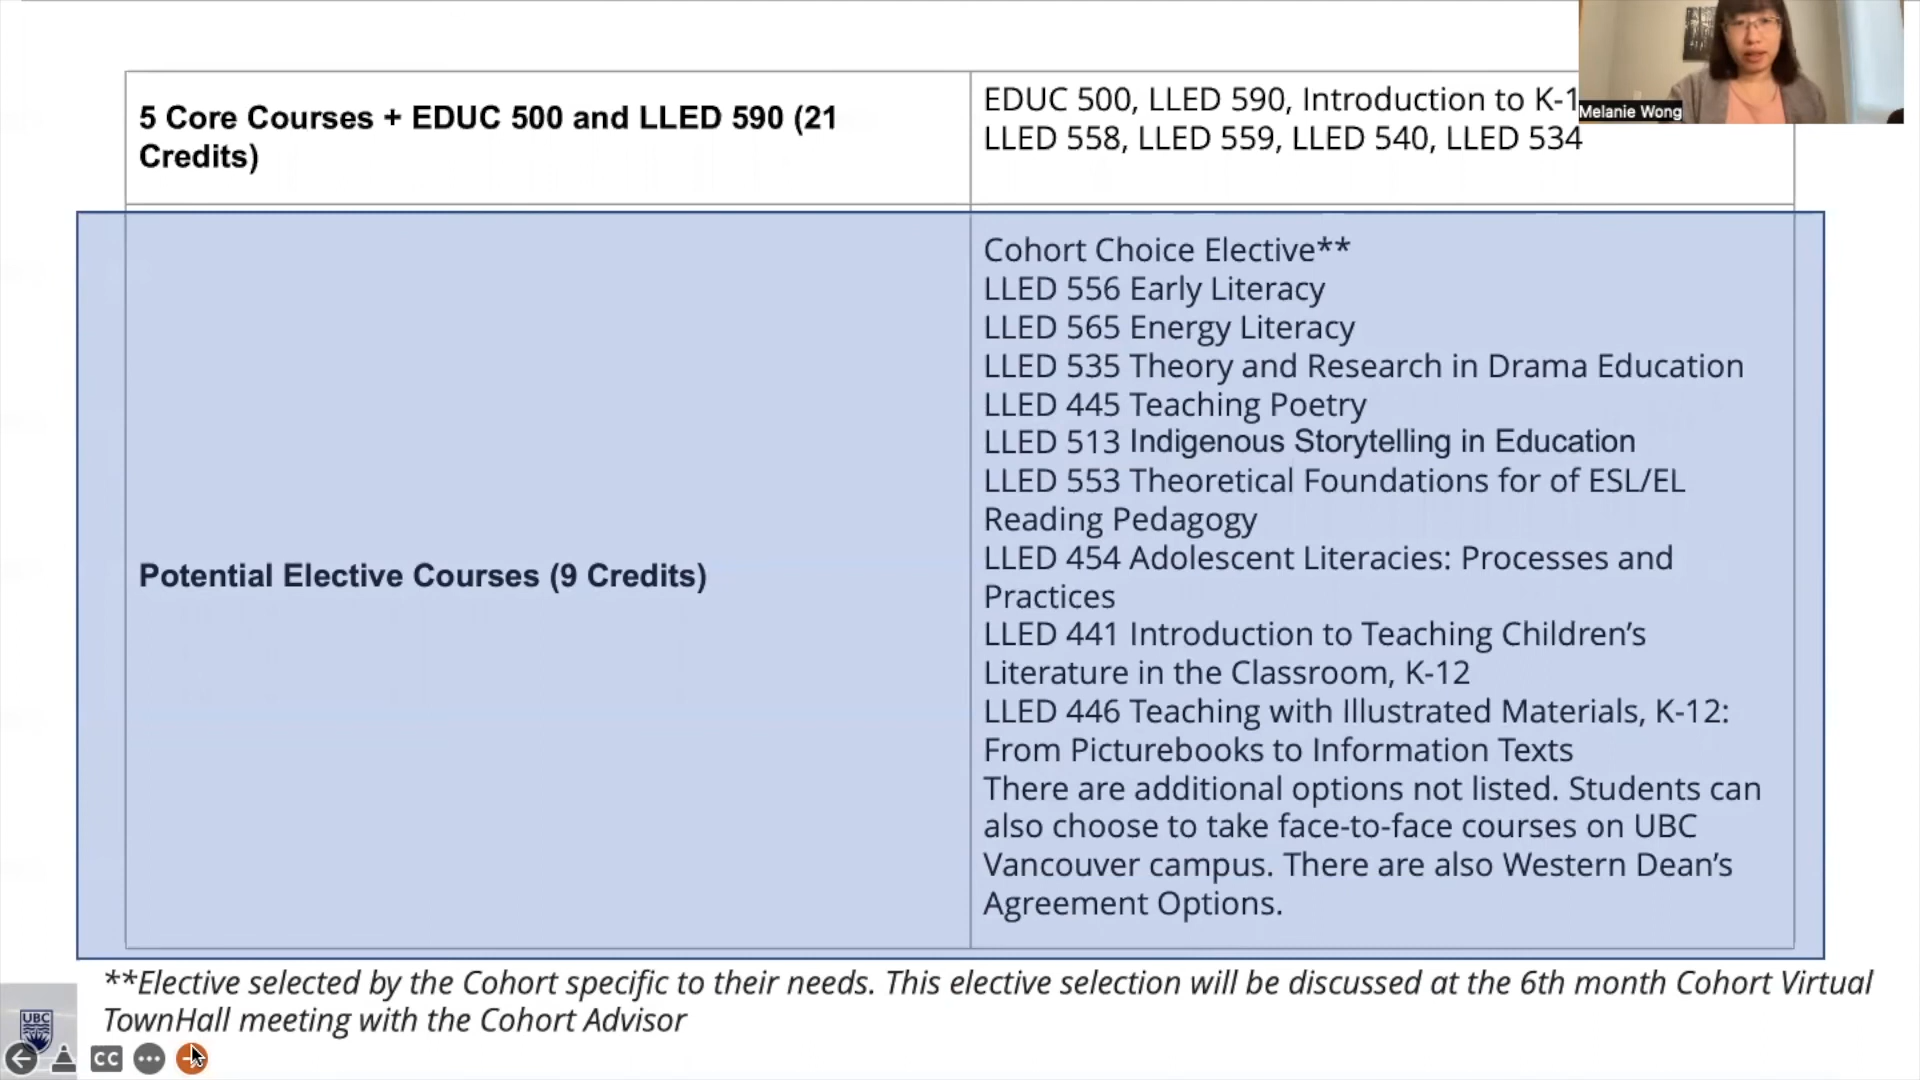 5 Core Courses + EDUC 500 and LLED 590 (21
Credits)
EDUC 500, LLED 590, Introduction to K-1
LLED 558, LLED 559, LLED 540, LLED 534
Melanie Wong
Potential Elective Courses (9 Credits)
Cohort Choice Elective**
LLED 556 Early Literacy
LLED 565 Energy Literacy
LLED 535 Theory and Research in Drama Education
LLED 445 Teaching Poetry
LLED 513 Indigenous Storytelling in Education
LLED 553 Theoretical Foundations for of ESL/EL
Reading Pedagogy
LLED 454 Adolescent Literacies: Processes and
Practices
LLED 441 Introduction to Teaching Children’s
Literature in the Classroom, K-12
LLED 446 Teaching with Illustrated Materials, K-12:
From Picturebooks to Information Texts
There are additional options not listed. Students can
also choose to take face-to-face courses on UBC
Vancouver campus. There are also Western Dean’s
Agreement Options.
**Elective selected by the Cohort specific to their needs. This elective selection will be discussed at the 6th month Cohort Virtual
TownHall meeting with the Cohort Advisor
UBC
CC